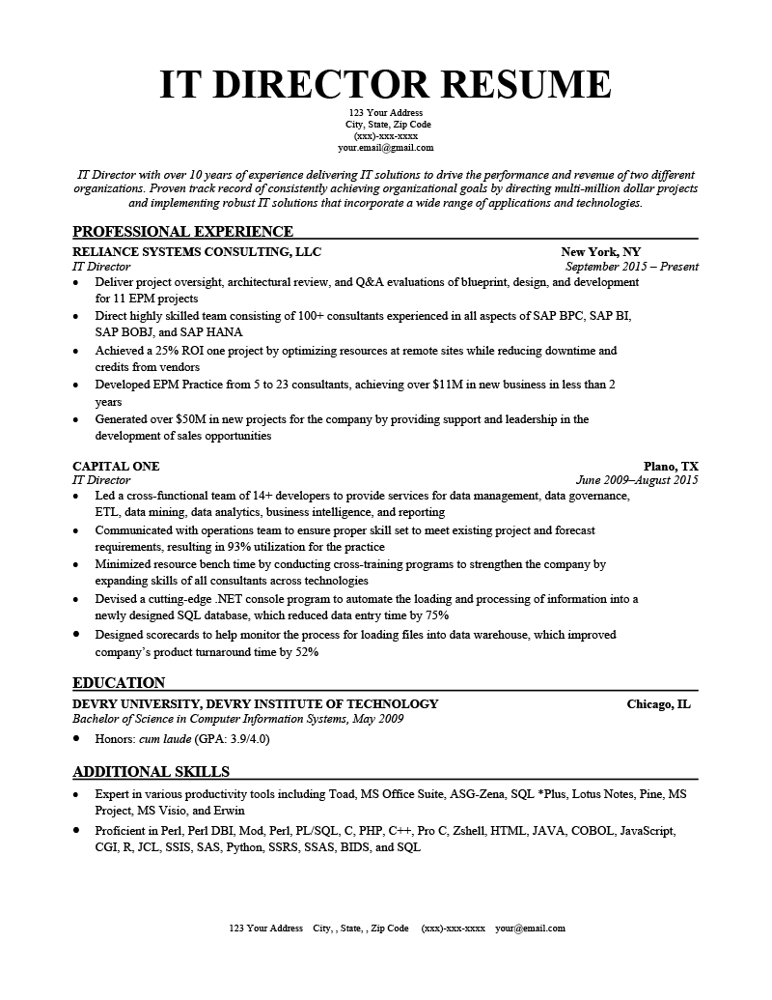 IT DIRECTOR RESUME
123 Your Address
City, State, Zip Code
(xxx)-xxx-xxxx
your.email@gmail.com
IT Director with over 10 years of experience delivering IT solutions to drive the performance and revenue of two different
organizations. Proven track record of consistently achieving organizational goals by directing multi-million dollar projects
and implementing robust IT solutions that incorporate a wide range of applications and technologies.
PROFESSIONAL EXPERIENCE
RELIANCE SYSTEMS CONSULTING, LLC New York, NY
IT Director September 2015 – Present
• Deliver project oversight, architectural review, and Q&A evaluations of blueprint, design, and development
for 11 EPM projects
• Direct highly skilled team consisting of 100+ consultants experienced in all aspects of SAP BPC, SAP BI,
SAP BOBJ, and SAP HANA
• Achieved a 25% ROI one project by optimizing resources at remote sites while reducing downtime and
credits from vendors
• Developed EPM Practice from 5 to 23 consultants, achieving over $11M in new business in less than 2
years
• Generated over $50M in new projects for the company by providing support and leadership in the
development of sales opportunities
CAPITAL ONE Plano, TX
IT Director June 2009–August 2015
• Led a cross-functional team of 14+ developers to provide services for data management, data governance,
ETL, data mining, data analytics, business intelligence, and reporting
• Communicated with operations team to ensure proper skill set to meet existing project and forecast
requirements, resulting in 93% utilization for the practice
• Minimized resource bench time by conducting cross-training programs to strengthen the company by
expanding skills of all consultants across technologies
• Devised a cutting-edge .NET console program to automate the loading and processing of information into a
newly designed SQL database, which reduced data entry time by 75%
• Designed scorecards to help monitor the process for loading files into data warehouse, which improved
company’s product turnaround time by 52%
EDUCATION
DEVRY UNIVERSITY, DEVRY INSTITUTE OF TECHNOLOGY Chicago, IL
Bachelor of Science in Computer Information Systems, May 2009
• Honors: cum laude (GPA: 3.9/4.0)
ADDITIONAL SKILLS
• Expert in various productivity tools including Toad, MS Office Suite, ASG-Zena, SQL *Plus, Lotus Notes, Pine, MS
Project, MS Visio, and Erwin
• Proficient in Perl, Perl DBI, Mod, Perl, PL/SQL, C, PHP, C++, Pro C, Zshell, HTML, JAVA, COBOL, JavaScript,
CGI, R, JCL, SSIS, SAS, Python, SSRS, SSAS, BIDS, and SQL
123 Your Address City, , State, , Zip Code (xxx)-xxx-xxxx your@email.com